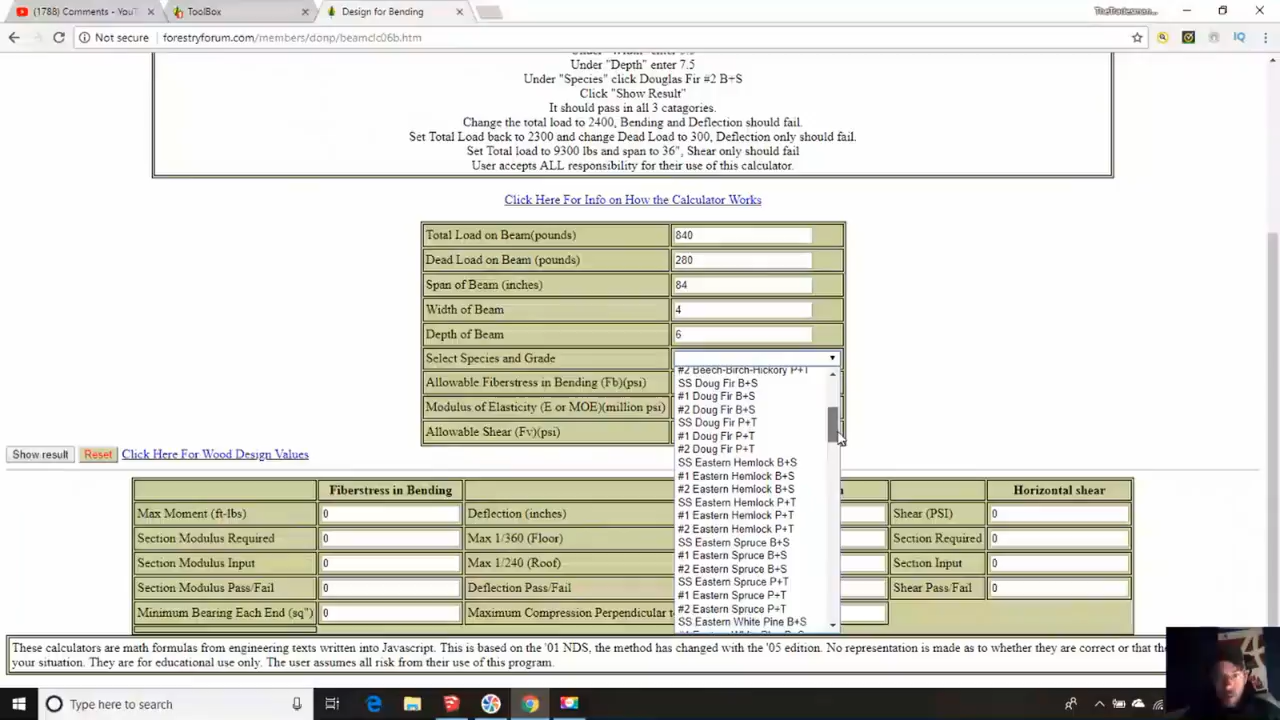 (1788) Comments - YouT
ToolBox
Design for Bending
TheTradesman...
Not secure
forestryforum.com/members/donp/beamclc06b.htm
IQ
Under "Depth" enter 7.5
Under "Species" click Douglas Fir #2 B+S
Click "Show Result"
It should pass in all 3 catagories.
Change the total load to 2400, Bending and Deflection should fail.
Set Total Load back to 2300 and change Dead Load to 300, Deflection only should fail.
Set Total load to 9300 lbs and span to 36", Shear only should fail
User accepts ALL responsibility for their use of this calculator.
Click Here For Info on How the Calculator Works
Total Load on Beam(pounds) 840
Dead Load on Beam (pounds) 280
Span of Beam (inches) 84
Width of Beam 4
Depth of Beam 6
Select Species and Grade
Allowable Fiberstress in Bending (Fb)(psi)
Modulus of Elasticity (E or MOE)(million psi)
Allowable Shear (Fv)(psi)
#2 Beech-Birch-Hickory P+T
SS Doug Fir B+S
#1 Doug Fir B+S
#2 Doug Fir B+S
SS Doug Fir P+T
#1 Doug Fir P+T
#2 Doug Fir P+T
SS Eastern Hemlock B+S
#1 Eastern Hemlock B+S
#2 Eastern Hemlock B+S
SS Eastern Hemlock P+T
#1 Eastern Hemlock P+T
#2 Eastern Hemlock P+T
SS Eastern Spruce B+S
#1 Eastern Spruce B+S
#2 Eastern Spruce B+S
SS Eastern Spruce P+T
#1 Eastern Spruce P+T
#2 Eastern Spruce P+T
SS Eastern White Pine B+S
Show result Reset Click Here For Wood Design Values
Fiberstress in Bending Horizontal shear
Max Moment (ft-lbs) 0 Deflection (inches) Shear (PSI) 0
Section Modulus Required 0 Max 1/360 (Floor) Section Required 0
Section Modulus Input 0 Max 1/240 (Roof) Section Input 0
Section Modulus Pass/Fail 0 Deflection Pass/Fail Shear Pass/Fail 0
Minimum Bearing Each End (sq") 0 Maximum Compression Perpendicular to
These calculators are math formulas from engineering texts written into Javascript. This is based on the '01 NDS, the method has changed with the '05 edition. No representation is made as to whether they are correct or that the
your situation. They are for educational use only. The user assumes all risk from their use of this program.
Type here to search